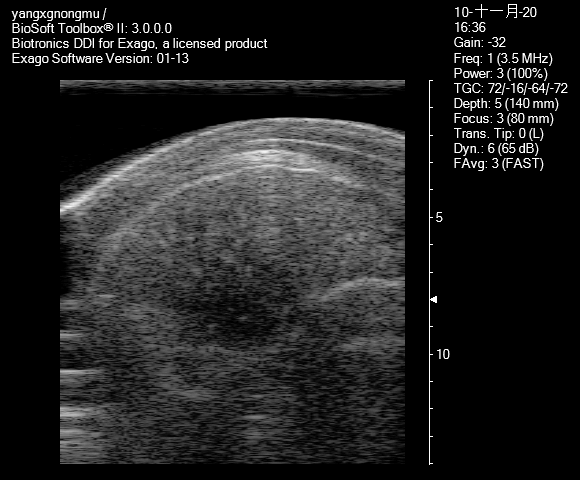 yangxgnongmu /
BioSoft Toolbox® II: 3.0.0.0
Biotronics DDI for Exago, a licensed product
Exago Software Version: 01-13
10-十一月-20
16:36
Gain: -32
Freq: 1 (3.5 MHz)
Power: 3 (100%)
TGC: 72/-16/-64/-72
Depth: 5 (140 mm)
Focus: 3 (80 mm)
Trans. Tip: 0 (L)
Dyn.: 6 (65 dB)
FAvg: 3 (FAST)
5
10